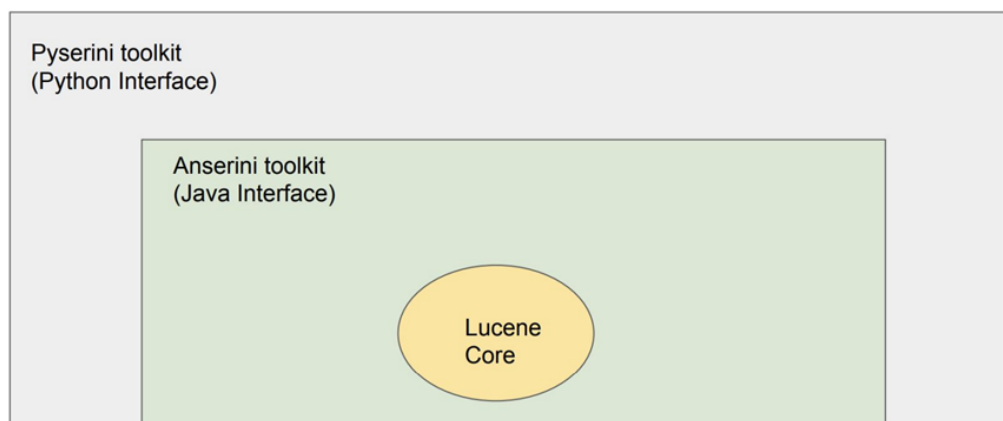 Pyserini toolkit
(Python Interface)
Anserini toolkit
(Java Interface)
Lucene
Core